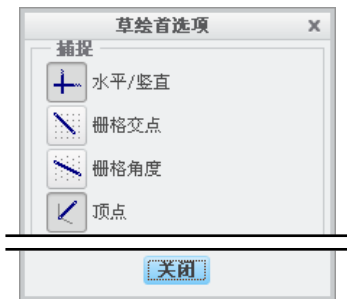 草绘首选项
捕捉
水平/竖直
栅格交点
栅格角度
顶点
关闭